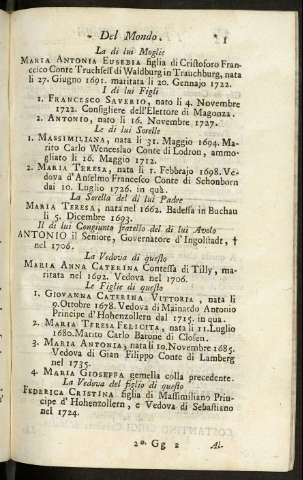 Del Mondo.
La di lui Moglie
MARIA ANTONIA EUSEBIA figlia di Cristoforo Fran-
cesco Conte Truchsess di Waldburg in Trauchburg, nata
li 27. Giugno 1691. maritata li 20. Gennajo 1722.
I di lui Figli
1. FRANCESCO SAVERIO, nato li 4. Novembre
1722. Consigliere dell'Elettore di Magonza.
2. ANTONIO, nato li 16. Novembre 1727.
Le di lui Sorelle
1. MASSIMILIANA, nata li 31. Maggio 1694. Ma-
rito Carlo Wenceslao Conte di Lodron, ammo-
gliato li 16. Maggio 1712.
2. MARIA TERESA, nata li 1. Febbrajo 1698. Ve-
dova d'Anselmo Francesco Conte di Schonborn
dai 10. Luglio 1726. in quà.
La Sorella del di lui Padre
MARIA TERESA, nata nel 1662. Badessa in Buchau
li 5. Dicembre 1693.
Il di lui Congiunto fratello del di lui Avolo
ANTONIO il Seniore, Governatore d'Ingolstadt, †
nel 1706.
La Vedova di questo
MARIA ANNA CATERINA Contessa di Tilly, ma-
ritata nel 1692. Vedova nel 1706.
Le Figlie di questo
1. GIOVANNA CATERINA VITTORIA, nata li
9. Ottobre 1678. Vedova di Mainardo Antonio
Principe d'Hohenzollern dal 1715. in qua.
2. MARIA TERESA FELICITA, nata li 11. Luglio
1680. Marito Carlo Barone di Closen.
3. MARIA ANTONIA, nata li 10. Novembre 1685.
Vedova di Gian Filippo Conte di Lamberg
nel 1735.
4. MARIA GIOSEFFA gemella colla precedente.
La Vedova del figlio di questo
FEDERICA CRISTINA figlia di Massimiliano Prin-
cipe d'Hohenzollern, e Vedova di Sebastiano
nel 1724.
20. Gg 2 Al-